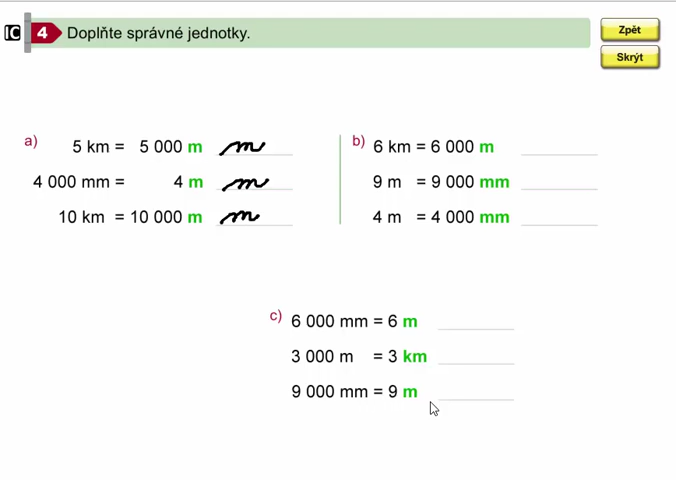 IC 4 Doplňte správné jednotky.
Zpět
Skrýt
a) 5 km = 5 000 m m
4 000 mm = 4 m m
10 km = 10 000 m m
b) 6 km = 6 000 m
9 m = 9 000 mm
4 m = 4 000 mm
c) 6 000 mm = 6 m
3 000 m = 3 km
9 000 mm = 9 m